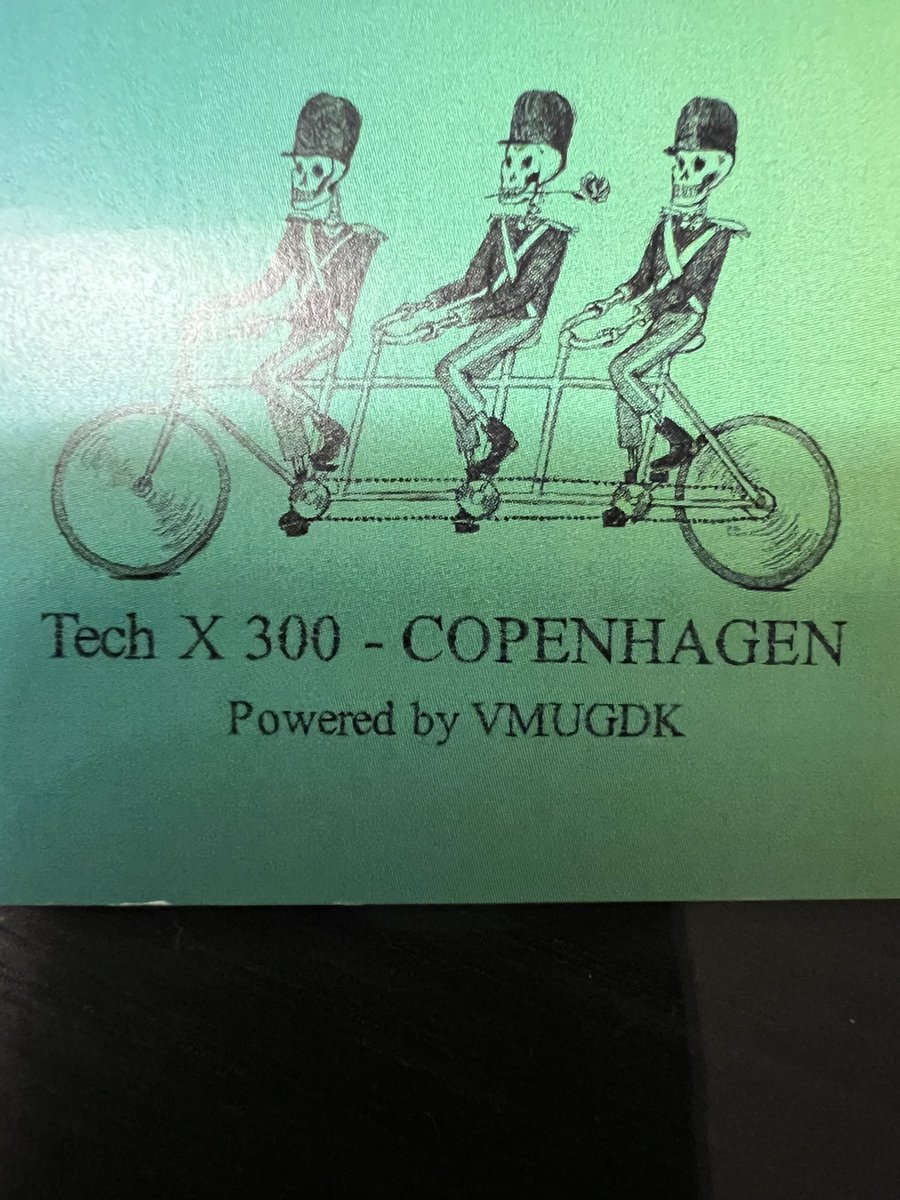 Tech X 300 - COPENHAGEN
Powered by VMUGDK